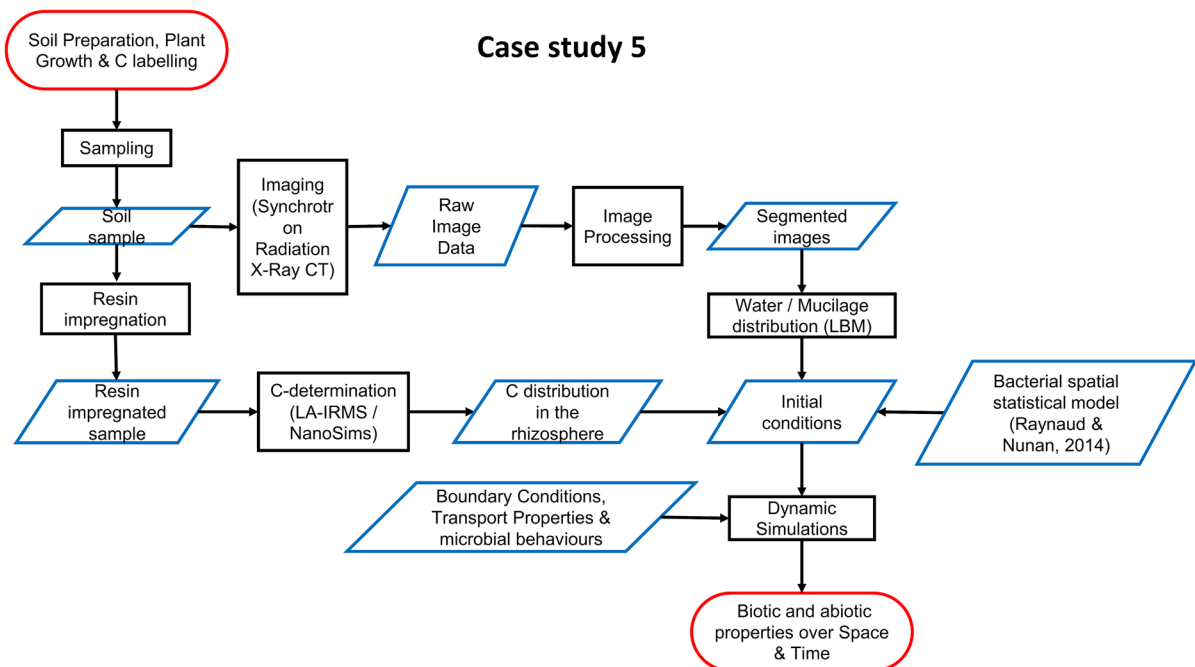 Case study 5
Soil Preparation, Plant
Growth & C labelling
Sampling
Soil
sample
Imaging
(Synchrotr
on
Radiation
X-Ray CT)
Raw
Image
Data
Image
Processing
Segmented
images
Resin
impregnation
Water / Mucilage
distribution (LBM)
Resin
impregnated
sample
C-determination
(LA-IRMS /
NanoSims)
C distribution
in the
rhizosphere
Initial
conditions
Bacterial spatial
statistical model
(Raynaud &
Nunan, 2014)
Boundary Conditions,
Transport Properties &
microbial behaviours
Dynamic
Simulations
Biotic and abiotic
properties over Space
& Time